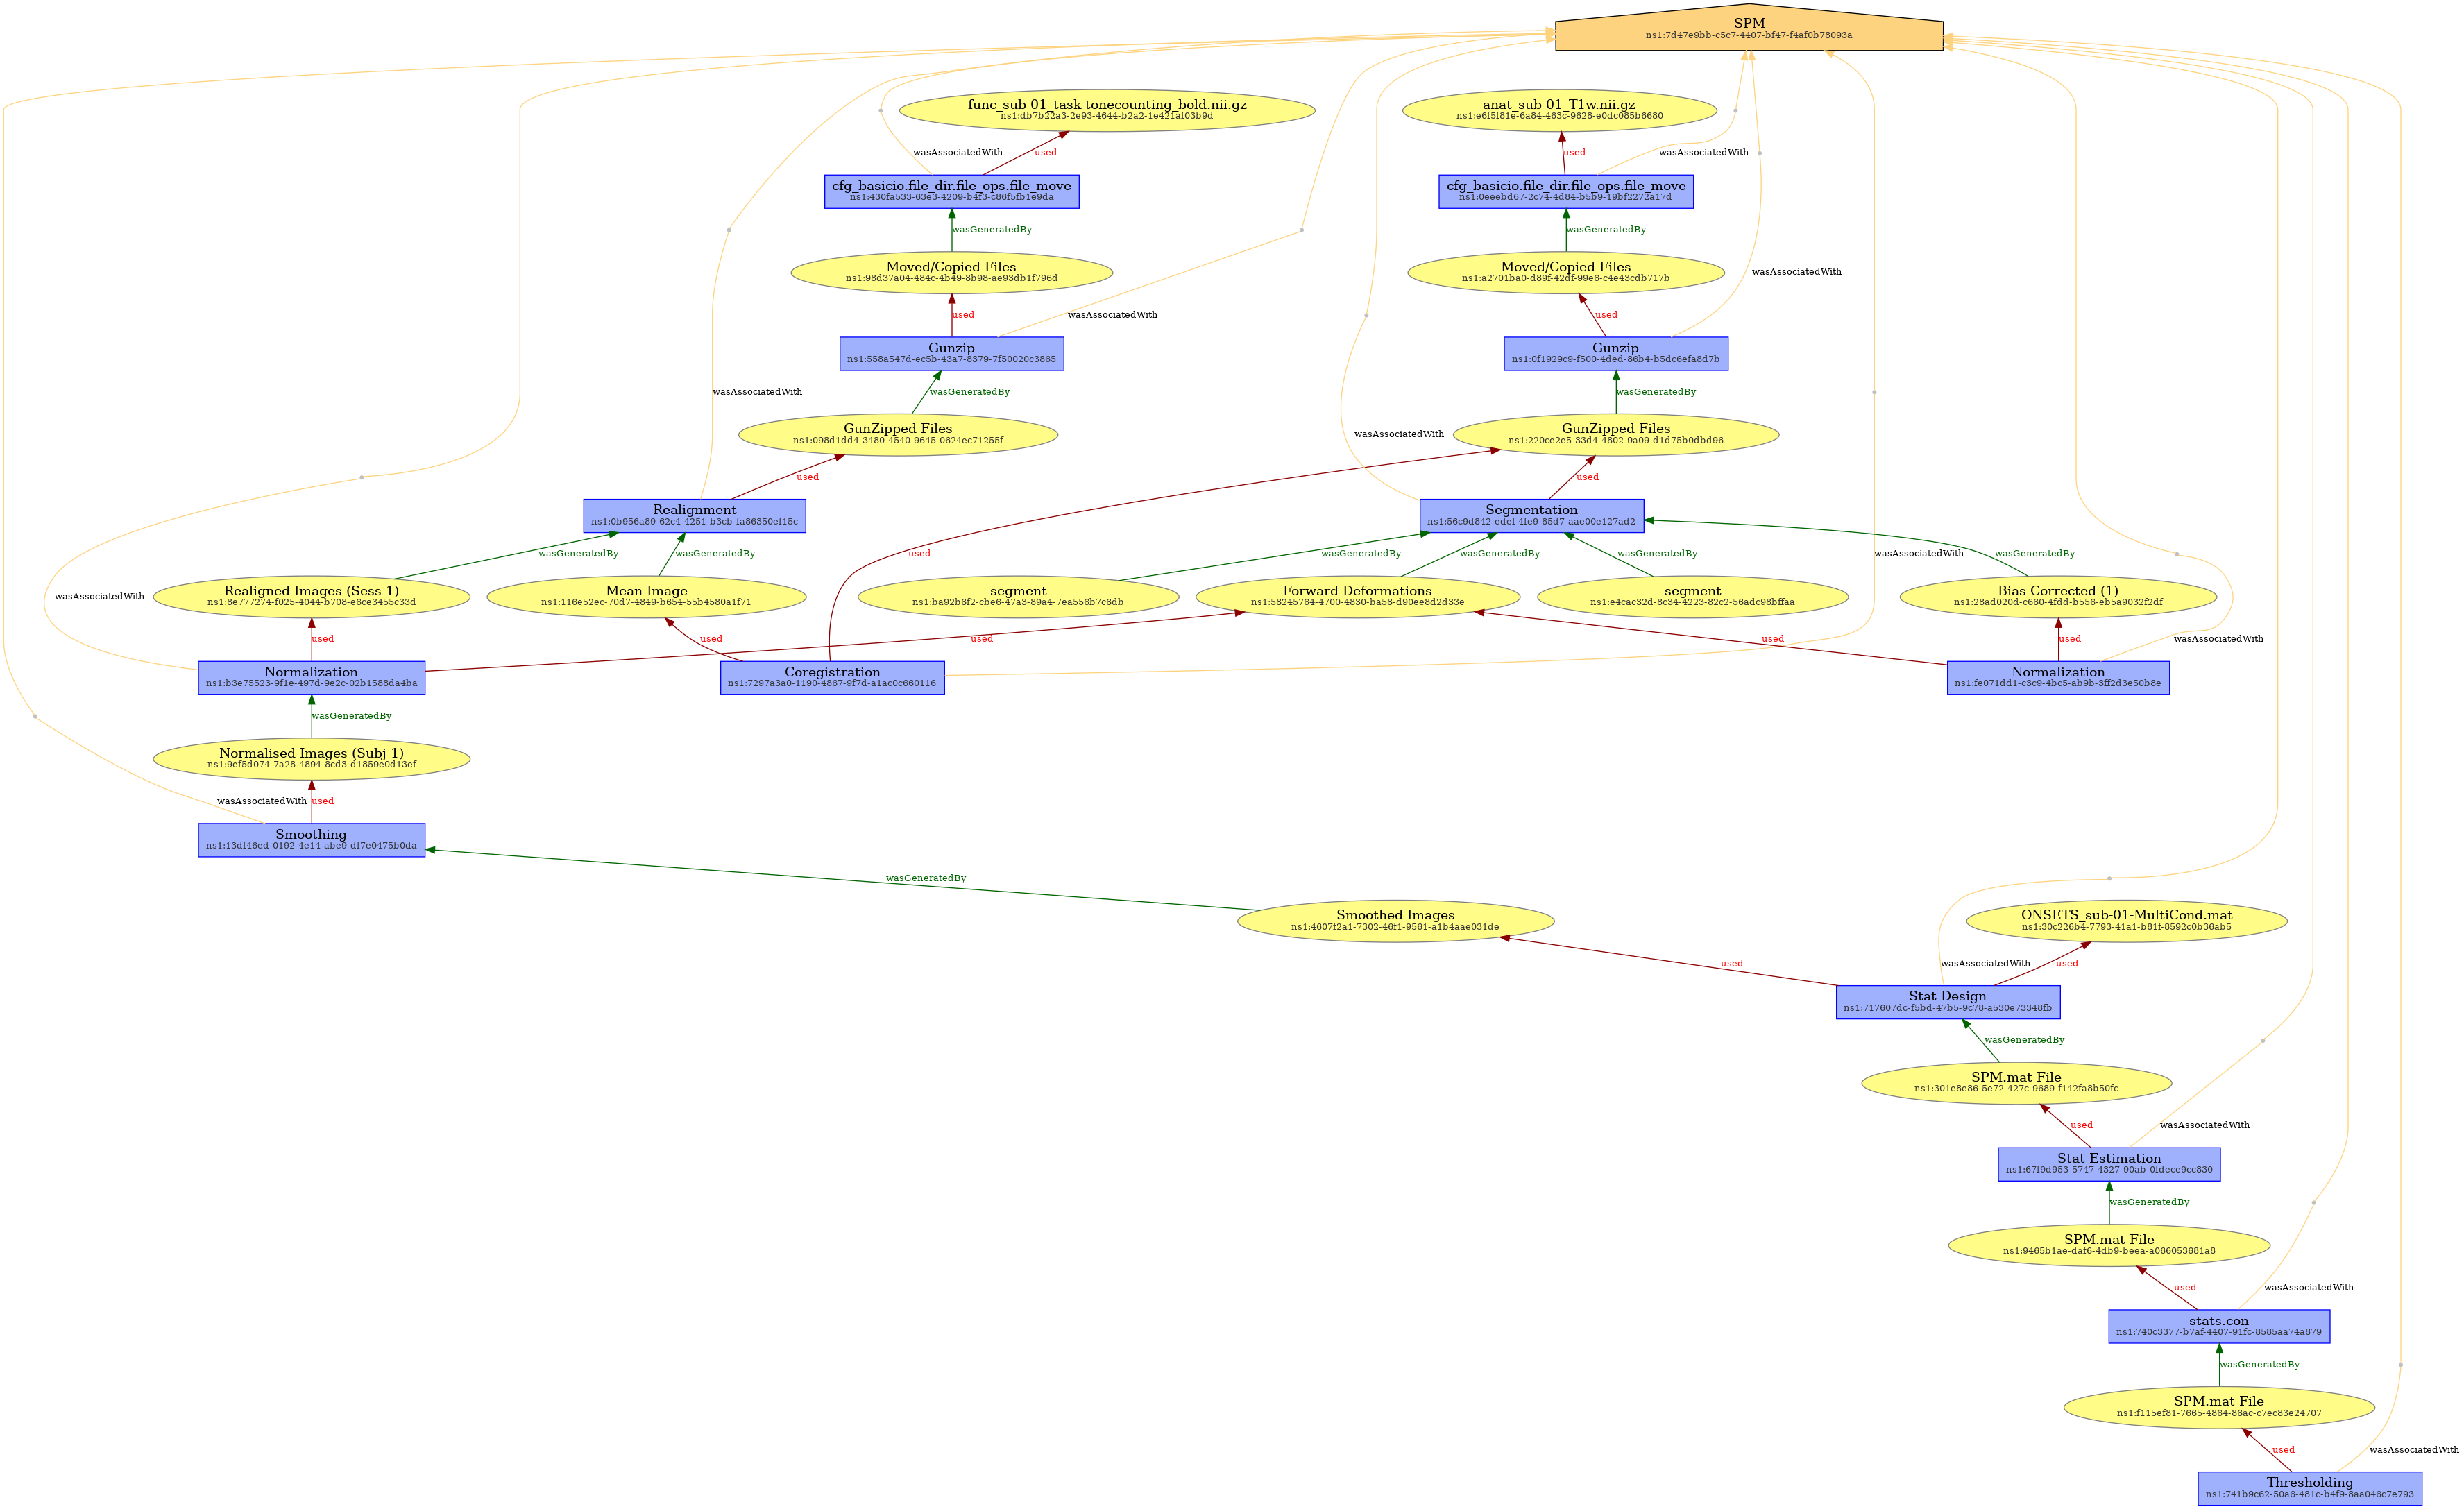 SPM
ns1:7d47e9bb-c5c7-4407-bf47-f4af0b78093a
func_sub-01_task-tonecounting_bold.nii.gz
ns1:db7b22a3-2e93-4644-b2a2-1e421af03b9d
anat_sub-01_T1w.nii.gz
ns1:e6f5f81e-6a84-463c-9628-e0dc085b6680
wasAssociatedWith
used
used
wasAssociatedWith
cfg_basicio.file_dir.file_ops.file_move
ns1:430fa533-63e3-4209-b4f3-c86f5fb1e9da
cfg_basicio.file_dir.file_ops.file_move
ns1:0eeebd67-2c74-4d84-b5b9-19bf2272a17d
wasGeneratedBy
wasGeneratedBy
Moved/Copied Files
ns1:98d37a04-484c-4b49-8b98-ae93db1f796d
Moved/Copied Files
ns1:a2701ba0-d89f-42df-99e6-c4e43cdb717b
wasAssociatedWith
used
wasAssociatedWith
used
Gunzip
ns1:558a547d-ec5b-43a7-8379-7f50020c3865
Gunzip
ns1:0f1929c9-f500-4ded-86b4-b5dc6efa8d7b
wasAssociatedWith
wasGeneratedBy
wasGeneratedBy
GunZipped Files
ns1:098d1dd4-3480-4540-9645-0624ec71255f
GunZipped Files
ns1:220ce2e5-33d4-4802-9a09-d1d75b0dbd96
wasAssociatedWith
used
used
Realignment
ns1:0b956a89-62c4-4251-b3cb-fa86350ef15c
Segmentation
ns1:56c9d842-edef-4fe9-85d7-aae00e127ad2
wasGeneratedBy
wasGeneratedBy
used
wasGeneratedBy
wasGeneratedBy
wasGeneratedBy
wasAssociatedWith
wasGeneratedBy
wasAssociatedWith
Realigned Images (Sess 1)
ns1:8e777274-f025-4044-b708-e6ce3455c33d
Mean Image
ns1:116e52ec-70d7-4849-b654-55b4580a1f71
segment
ns1:ba92b6f2-cbe6-47a3-89a4-7ea556b7c6db
Forward Deformations
ns1:58245764-4700-4830-ba58-d90ee8d2d33e
segment
ns1:e4cac32d-8c34-4223-82c2-56adc98bffaa
Bias Corrected (1)
ns1:28ad020d-c660-4fdd-b556-eb5a9032f2df
used
used
used
used
used
wasAssociatedWith
Normalization
ns1:b3e75523-9f1e-497d-9e2c-02b1588da4ba
Coregistration
ns1:7297a3a0-1190-4867-9f7d-a1ac0c660116
Normalization
ns1:fe071dd1-c3c9-4bc5-ab9b-3ff2d3e50b8e
wasGeneratedBy
Normalised Images (Subj 1)
ns1:9ef5d074-7a28-4894-8cd3-d1859e0d13ef
wasAssociatedWith
used
Smoothing
ns1:13df46ed-0192-4e14-abe9-df7e0475b0da
wasGeneratedBy
Smoothed Images
ns1:4607f2a1-7302-46f1-9561-a1b4aae031de
ONSETS_sub-01-MultiCond.mat
ns1:30c226b4-7793-41a1-b81f-8592c0b36ab5
used
wasAssociatedWith
used
Stat Design
ns1:717607dc-f5bd-47b5-9c78-a530e73348fb
wasGeneratedBy
SPM.mat File
ns1:301e8e86-5e72-427c-9689-f142fa8b50fc
used
wasAssociatedWith
Stat Estimation
ns1:67f9d953-5747-4327-90ab-0fdece9cc830
wasGeneratedBy
SPM.mat File
ns1:9465b1ae-daf6-4db9-beea-a066053681a8
used
wasAssociatedWith
stats.con
ns1:740c3377-b7af-4407-91fc-8585aa74a879
wasGeneratedBy
SPM.mat File
ns1:f115ef81-7665-4864-86ac-c7ec83e24707
used
wasAssociatedWith
Thresholding
ns1:741b9c62-50a6-481c-b4f9-8aa046c7e793